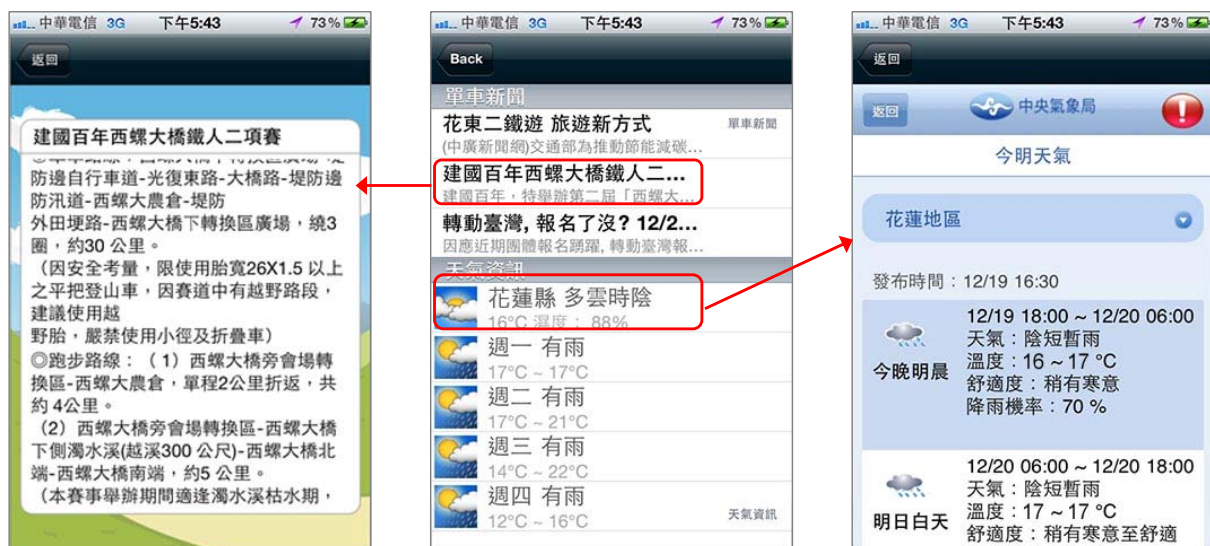 中華電信 3G 下午5:43 73%
返回
建國百年西螺大橋鐵人二項賽
防邊自行車道-光復東路-大橋路-堤防邊
防汛道-西螺大農倉-堤防
外田埂路-西螺大橋下轉換區廣場，繞3
圈，約30 公里。
（因安全考量，限使用胎寬26X1.5 以上
之平把登山車，因賽道中有越野路段，
建議使用越
野胎，嚴禁使用小徑及折疊車）
◎跑步路線：（ 1）西螺大橋旁會場轉
換區-西螺大農倉，單程2公里折返，共
約 4公里。
（2）西螺大橋旁會場轉換區-西螺大橋
下側濁水溪(越溪300 公尺)-西螺大橋北
端-西螺大橋南端，約5 公里。
（本賽事舉辦期間適逢濁水溪枯水期，
中華電信 3G 下午5:43 73%
Back
單車新聞
花東二鐵遊 旅遊新方式 單車新聞
(中廣新聞網)交通部為推動節能減碳...
建國百年西螺大橋鐵人二...
建國百年，特舉辦第二屆「西螺大...
轉動臺灣, 報名了沒? 12/2...
因應近期團體報名踴躍, 轉動臺灣報...
天氣資訊
花蓮縣 多雲時陰
16°C 濕度： 88%
週一 有雨
17°C ~ 17°C
週二 有雨
17°C ~ 21°C
週三 有雨
14°C ~ 22°C
週四 有雨
12°C ~ 16°C 天氣資訊
中華電信 3G 下午5:43 73%
返回
返回 中央氣象局
今明天氣
花蓮地區
發布時間：12/19 16:30
12/19 18:00 ~ 12/20 06:00
天氣：陰短暫雨
今晚明晨 溫度：16 ~ 17 °C
舒適度：稍有寒意
降雨機率：70 %
12/20 06:00 ~ 12/20 18:00
天氣：陰短暫雨
明日白天 溫度：17 ~ 17 °C
舒適度：稍有寒意至舒適